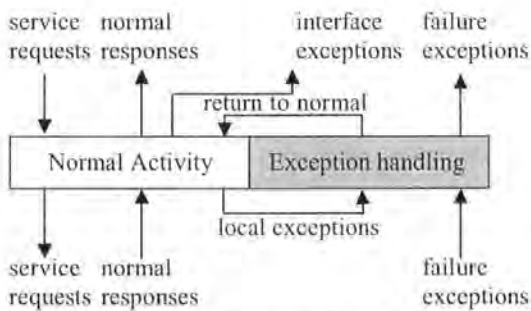 service normal interface failure
requests responses exceptions exceptions
return to normal
Normal Activity Exception handling
local exceptions
service normal failure
requests responses exceptions